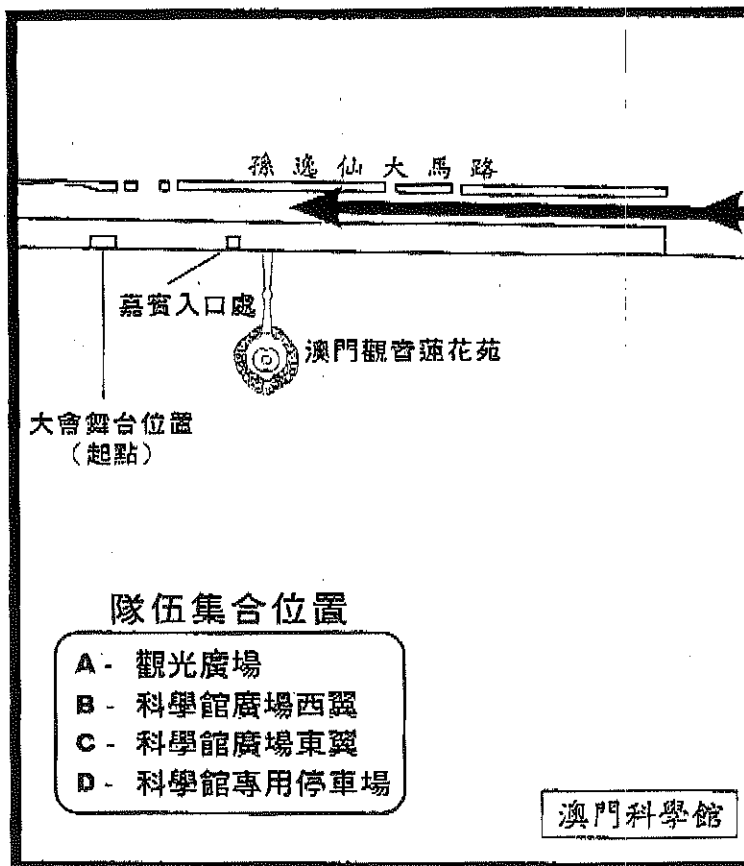 孫逸仙大馬路
嘉賓入口處
澳門觀音蓮花苑
大會舞台位置
（起點）
隊伍集合位置
A - 觀光廣場
B - 科學館廣場西翼
C - 科學館廣場東翼
D - 科學館專用停車場
澳門科學館